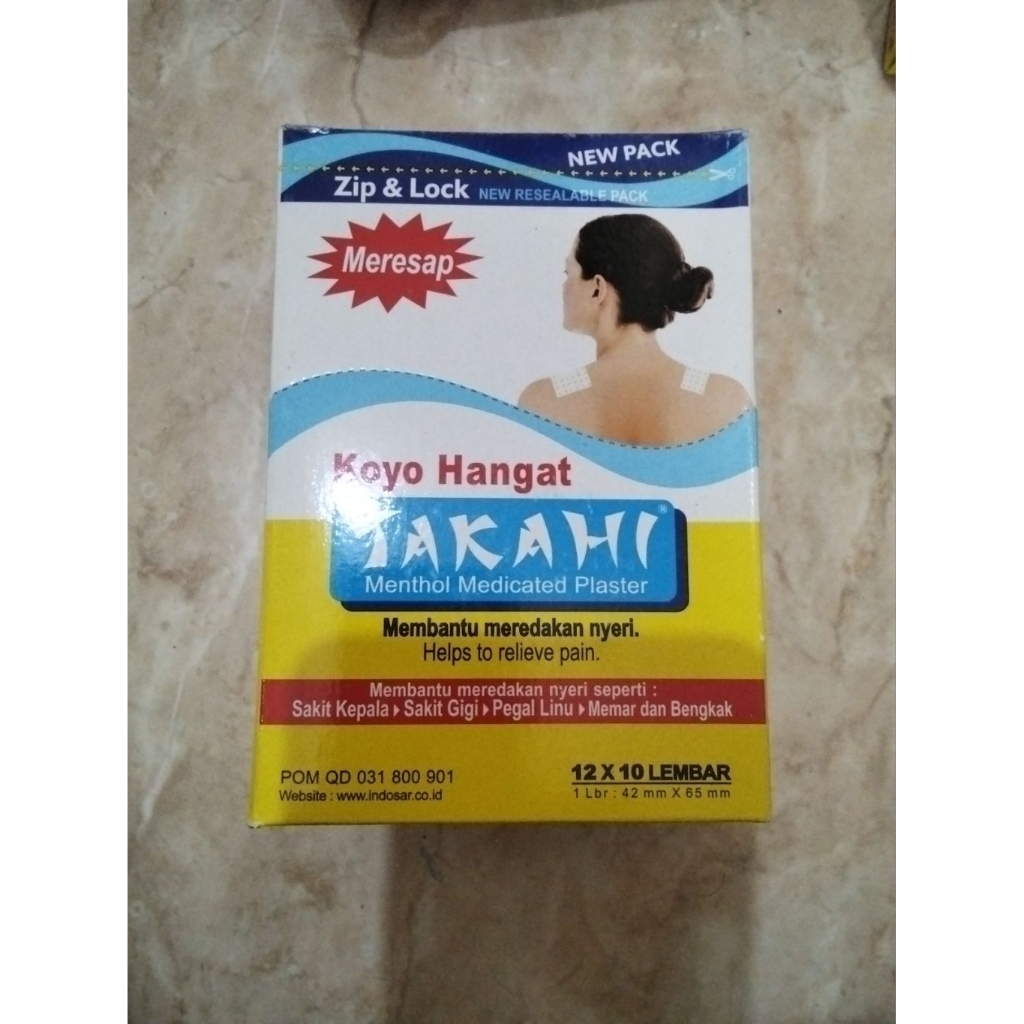 NEW PACK
Zip & Lock NEW RESEALABLE PACK
Meresap
Koyo Hangat
TAKAHI®
Menthol Medicated Plaster
Membantu meredakan nyeri.
Helps to relieve pain.
Membantu meredakan nyeri seperti :
Sakit Kepala ▸ Sakit Gigi ▸ Pegal Linu ▸ Memar dan Bengkak
POM QD 031 800 901
Website : www.indosar.co.id
12 X 10 LEMBAR
1 Lbr : 42 mm X 65 mm